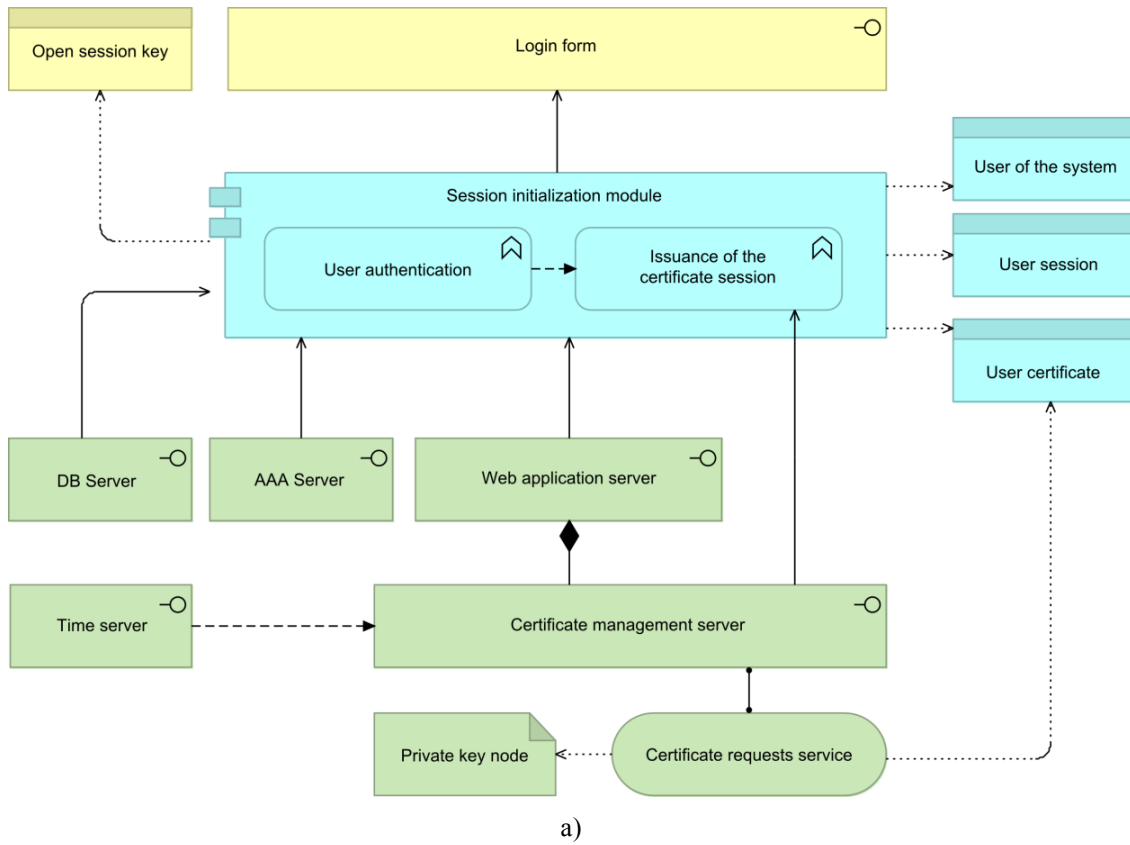 Open session key
Login form
User of the system
Session initialization module
User authentication
Issuance of the
certificate session
User session
User certificate
DB Server
AAA Server
Web application server
Time server
Certificate management server
Private key node
Certificate requests service
a)